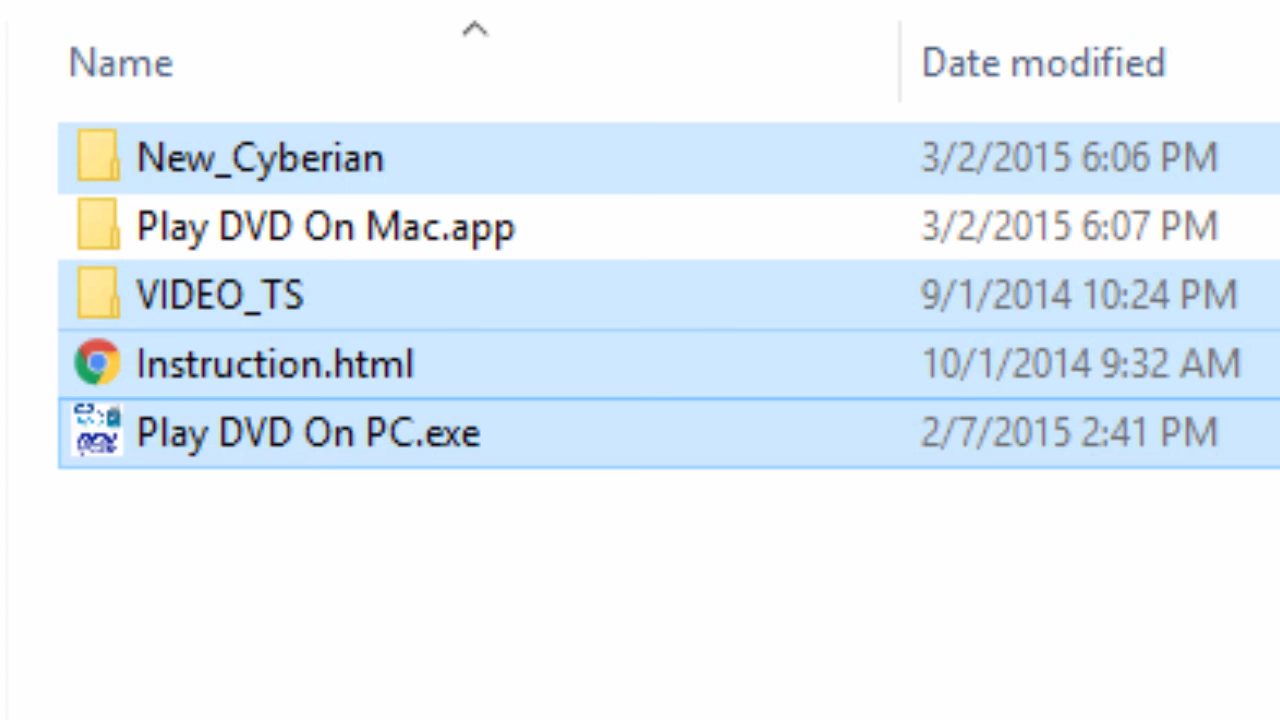 Name Date modified
New_Cyberian 3/2/2015 6:06 PM
Play DVD On Mac.app 3/2/2015 6:07 PM
VIDEO_TS 9/1/2014 10:24 PM
Instruction.html 10/1/2014 9:32 AM
Play DVD On PC.exe 2/7/2015 2:41 PM